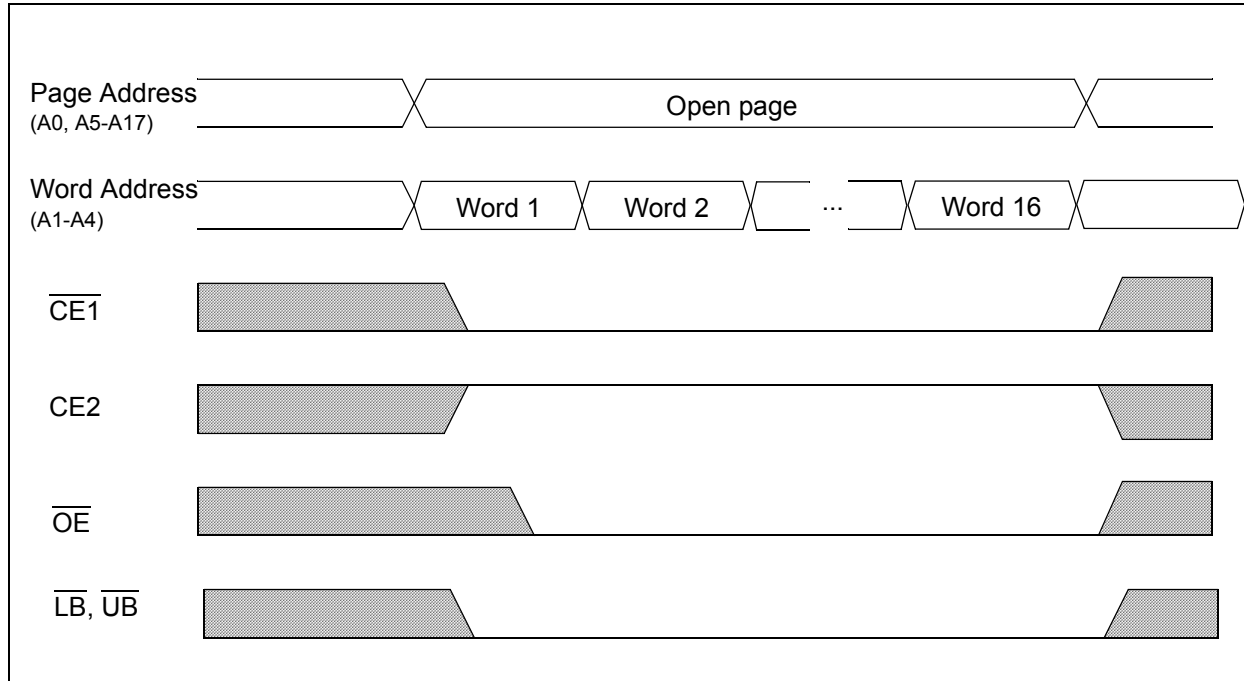 Page Address
(A0, A5-A17)
Open page
Word Address
(A1-A4)
Word 1
Word 2
...
Word 16
CE1
CE2
OE
LB, UB